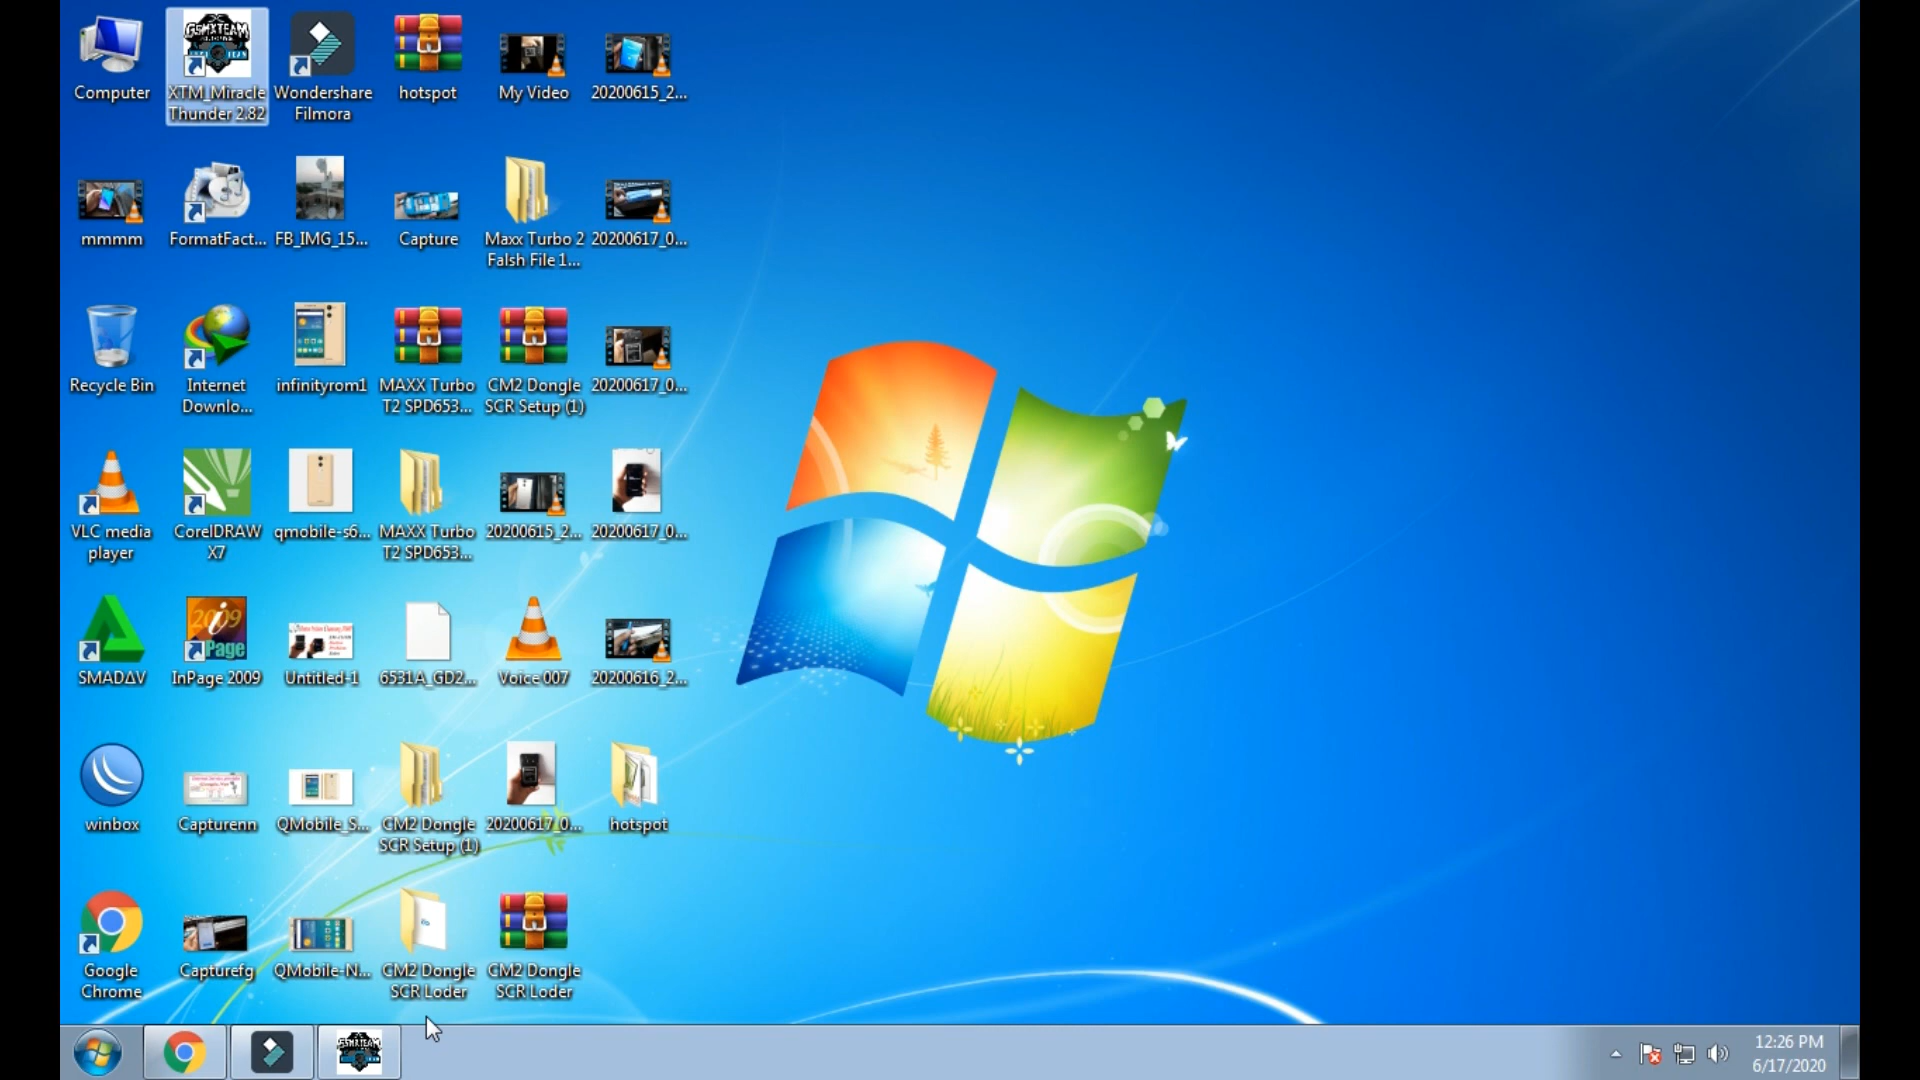 Computer
XTM_Miracle
Thunder 2.82
Wondershare
Filmora
hotspot
My Video
20200615_2...
mmmm
FormatFact...
FB_IMG_15...
Capture
Maxx Turbo 2
Falsh File 1...
20200617_0...
Recycle Bin
Internet
Downlo...
infinityrom1
MAXX Turbo
T2 SPD653...
CM2 Dongle
SCR Setup (1)
20200617_0...
VLC media
player
CorelDRAW
X7
qmobile-s6...
MAXX Turbo
T2 SPD653...
20200615_2...
20200617_0...
2009
Page
SMADΔV
InPage 2009
Untitled-1
6531A_GD2...
Voice 007
20200616_2...
winbox
Capturenn
QMobile_S...
CM2 Dongle
SCR Setup (1)
20200617_0...
hotspot
Google
Chrome
Capturefg
QMobile-N...
CM2 Dongle
SCR Loder
CM2 Dongle
SCR Loder
12:26 PM
6/17/2020